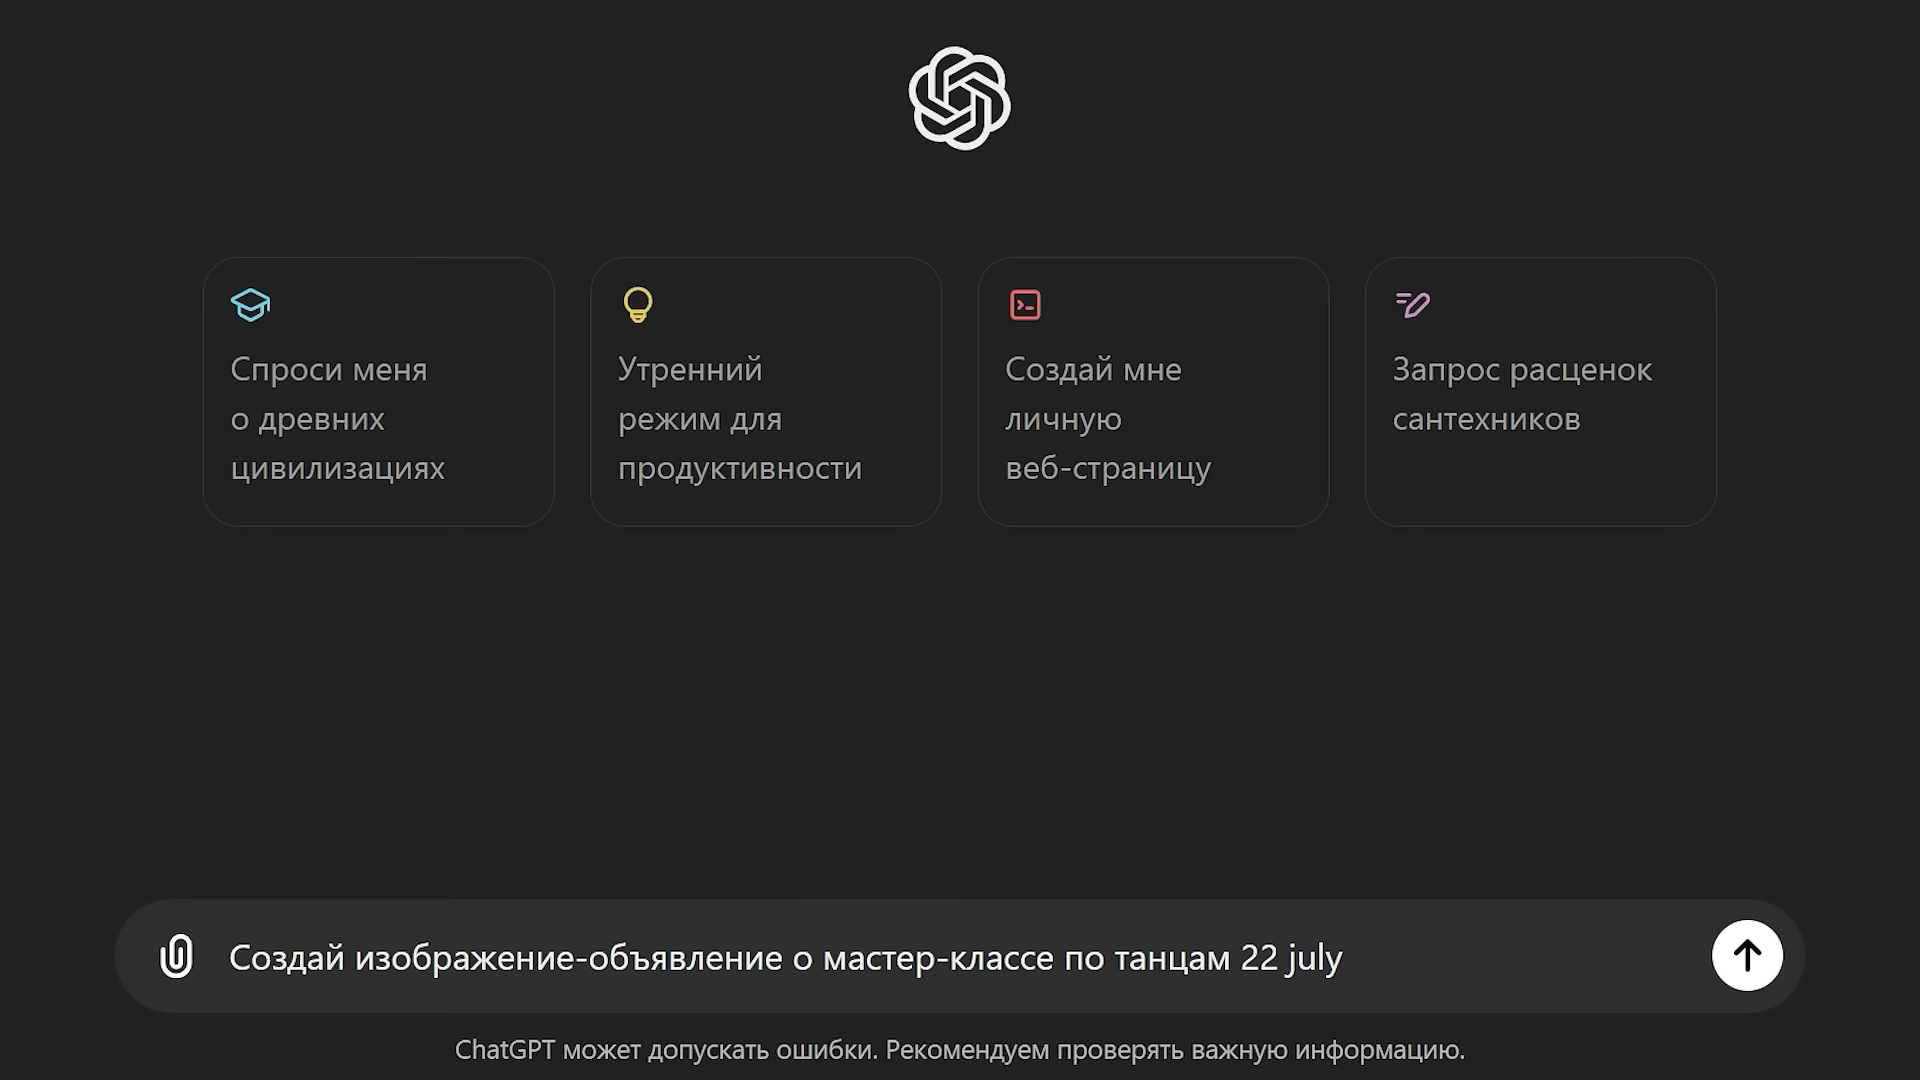 Спроси меня
о древних
цивилизациях
Утренний
режим для
продуктивности
Создай мне
личную
веб-страницу
Запрос расценок
сантехников
Создай изображение-объявление о мастер-классе по танцам 22 july
ChatGPT может допускать ошибки. Рекомендуем проверять важную информацию.